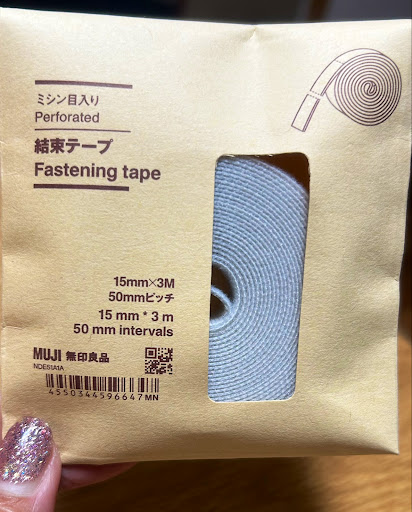 ミシン目入り
Perforated
結束テープ
Fastening tape
15mm×3M
50mmピッチ
15 mm * 3 m
50 mm intervals
MUJI 無印良品
NDE51A1A
4550344596647MN